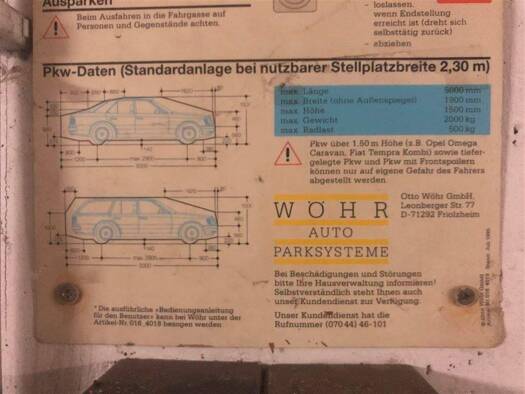 Ausparken
Beim Ausfahren in die Fahrgasse auf
Personen und Gegenstände achten.
loslassen.
wenn Endstellung
erreicht ist (dreht sich
selbsttätig zurück)
– abziehen
Pkw-Daten (Standardanlage bei nutzbarer Stellplatzbreite 2,30 m)
max. Länge 5000 mm
max. Breite (ohne Außenspiegel) 1900 mm
max. Höhe 1500 mm
max. Gewicht 2000 kg
max. Radlast 500 kg
Pkw über 1.50 m Höhe (z.B. Opel Omega
Caravan, Fiat Tempra Kombi) sowie tiefer-
gelegte Pkw und Pkw mit Frontspoilern
können nur auf eigene Gefahr des Fahrers
abgestellt werden.
WÖHR
AUTO
PARKSYSTEME
Otto Wöhr GmbH.
Leonberger Str. 77
D-71292 Friolzheim
Bei Beschädigungen und Störungen
bitte Ihre Hausverwaltung informieren!
Selbstverständlich steht Ihnen auch
unser Kundendienst zur Verfügung.
Unser Kundendienst hat die
Rufnummer (070 44) 46-101
* Die ausführliche »Bedienungsanleitung
für den Benutzer« kann bei Wöhr unter der
Artikel-Nr. 016_4018 bezogen werden